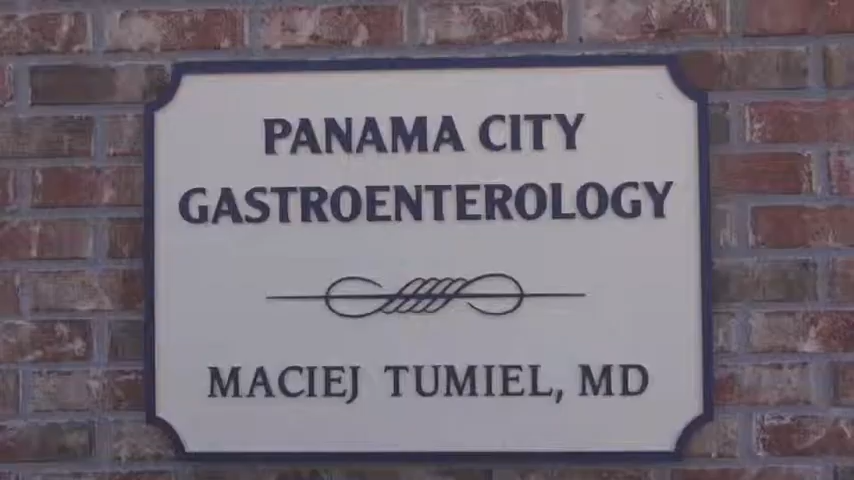 PANAMA CITY
GASTROENTEROLOGY
MACIEJ TUMIEL, MD